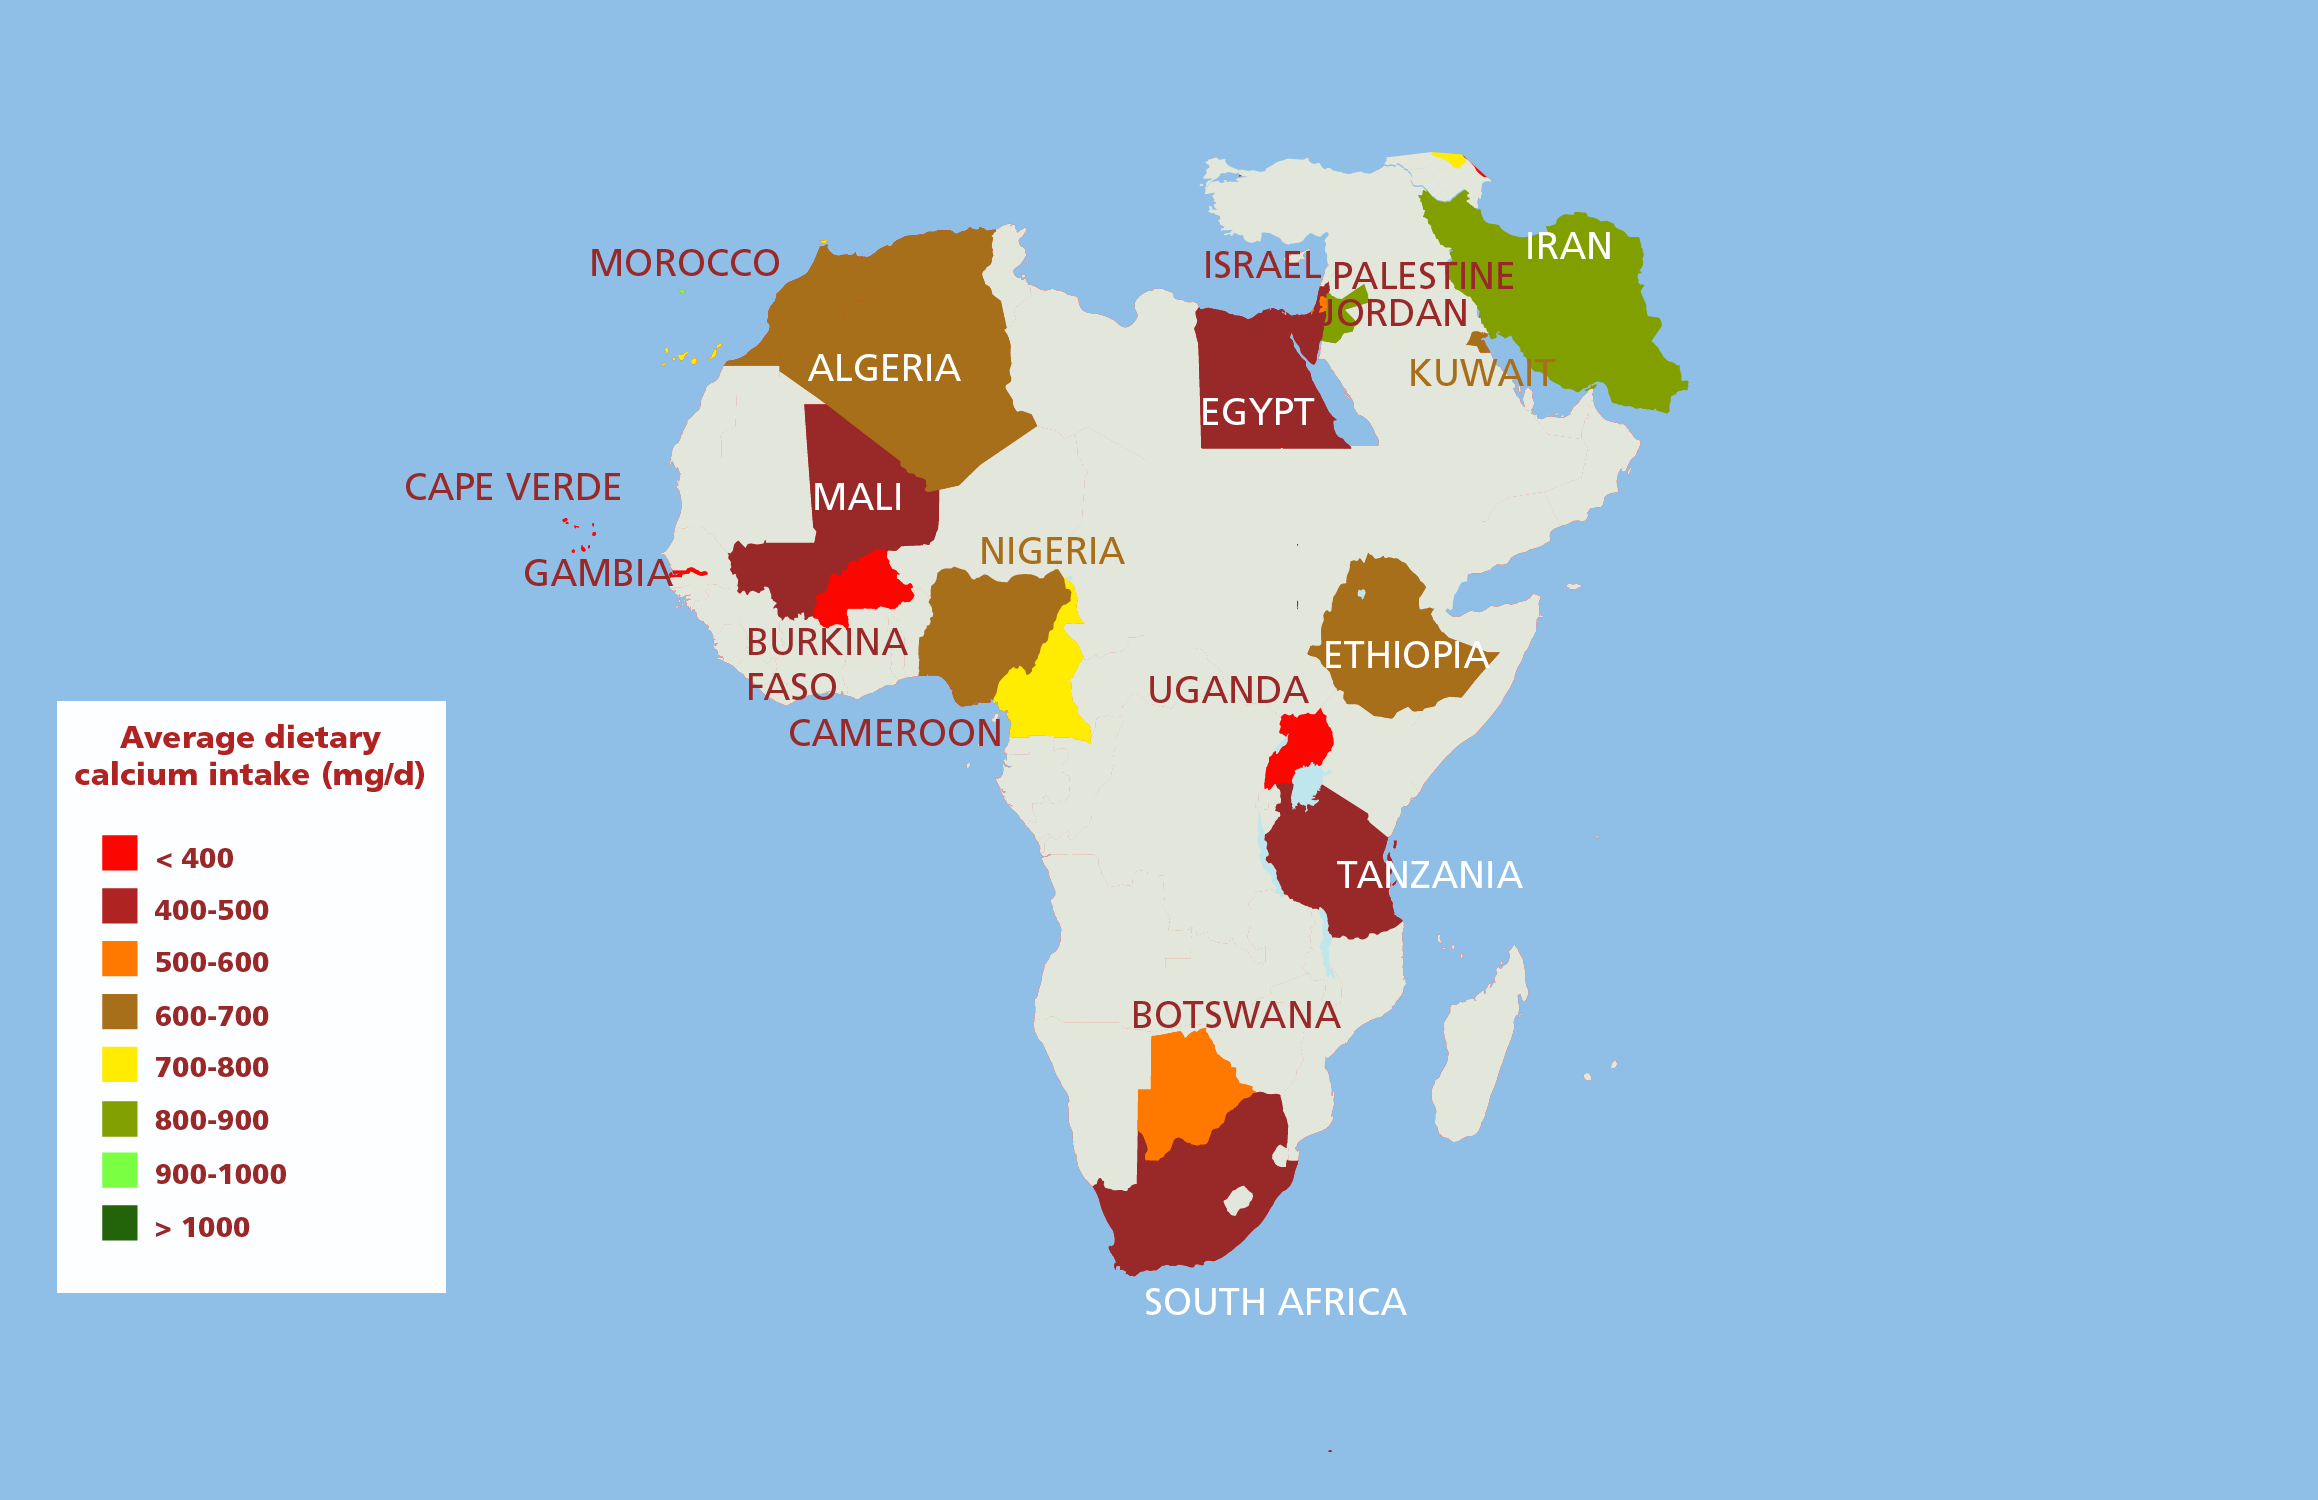 MOROCCO
ISRAEL
PALESTINE
IRAN
JORDAN
ALGERIA
KUWAIT
EGYPT
CAPE VERDE
MALI
NIGERIA
GAMBIA
BURKINA
FASO
ETHIOPIA
UGANDA
CAMEROON
TANZANIA
BOTSWANA
SOUTH AFRICA
Average dietary
calcium intake (mg/d)
< 400
400-500
500-600
600-700
700-800
800-900
900-1000
> 1000